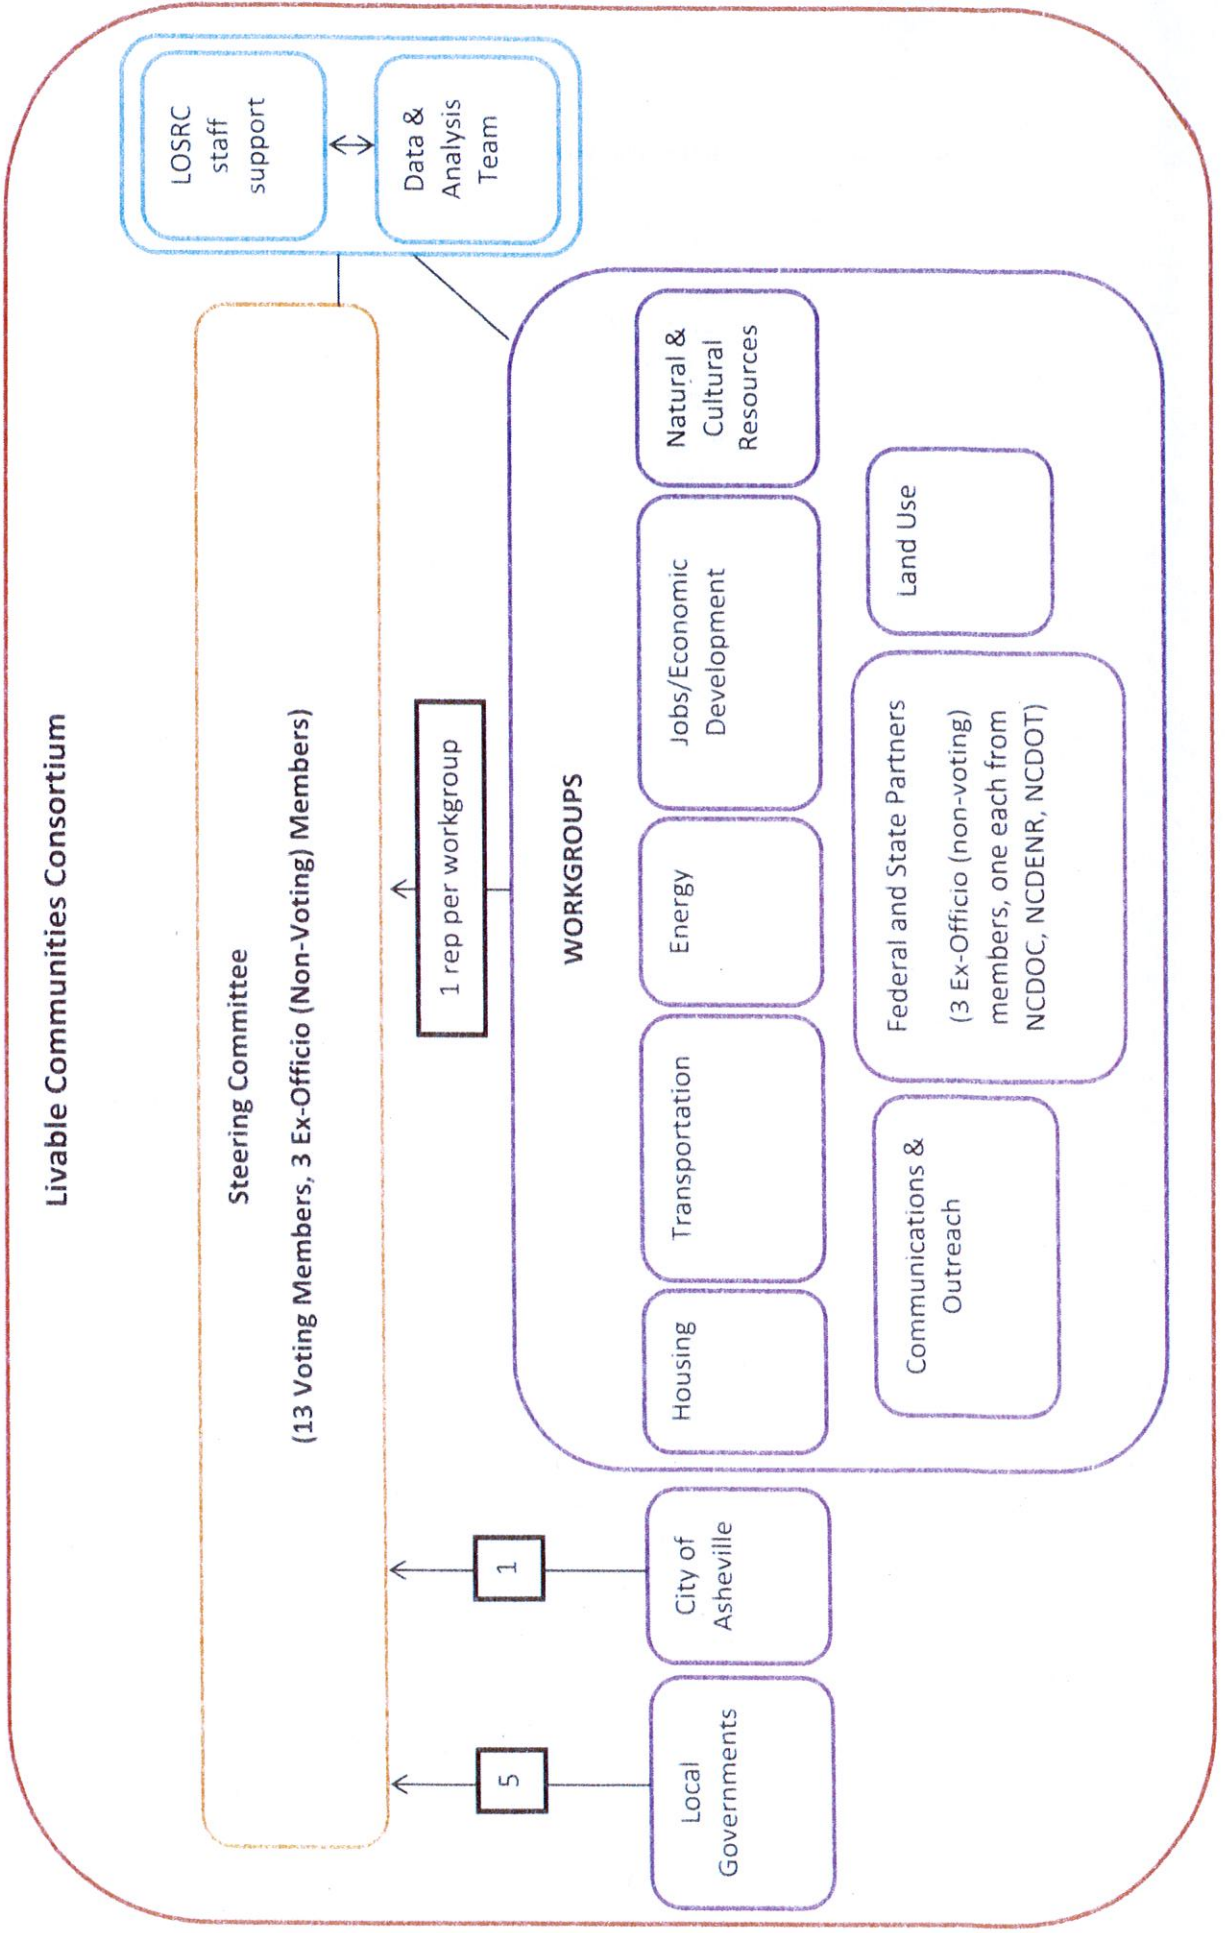 Livable Communities Consortium
Steering Committee
(13 Voting Members, 3 Ex-Officio (Non-Voting) Members)
LOSRC
staff
support
Data &
Analysis
Team
5
1
1 rep per workgroup
Local
Governments
City of
Asheville
WORKGROUPS
Housing
Transportation
Energy
Jobs/Economic
Development
Natural &
Cultural
Resources
Communications &
Outreach
Federal and State Partners
(3 Ex-Officio (non-voting)
members, one each from
NCDOC, NCDENR, NCDOT)
Land Use